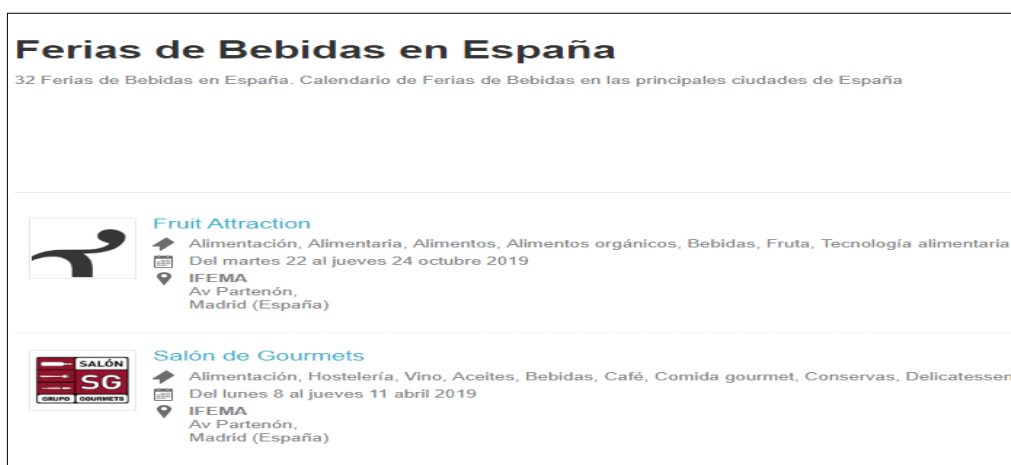 Ferias de Bebidas en España
32 Ferias de Bebidas en España. Calendario de Ferias de Bebidas en las principales ciudades de España
Fruit Attraction
Alimentación, Alimentaria, Alimentos, Alimentos orgánicos, Bebidas, Fruta, Tecnología alimentaria
Del martes 22 al jueves 24 octubre 2019
IFEMA
Av Partenón,
Madrid (España)
SALÓN
SG
GRUPO GOURMETS
Salón de Gourmets
Alimentación, Hostelería, Vino, Aceites, Bebidas, Café, Comida gourmet, Conservas, Delicatessen
Del lunes 8 al jueves 11 abril 2019
IFEMA
Av Partenón,
Madrid (España)